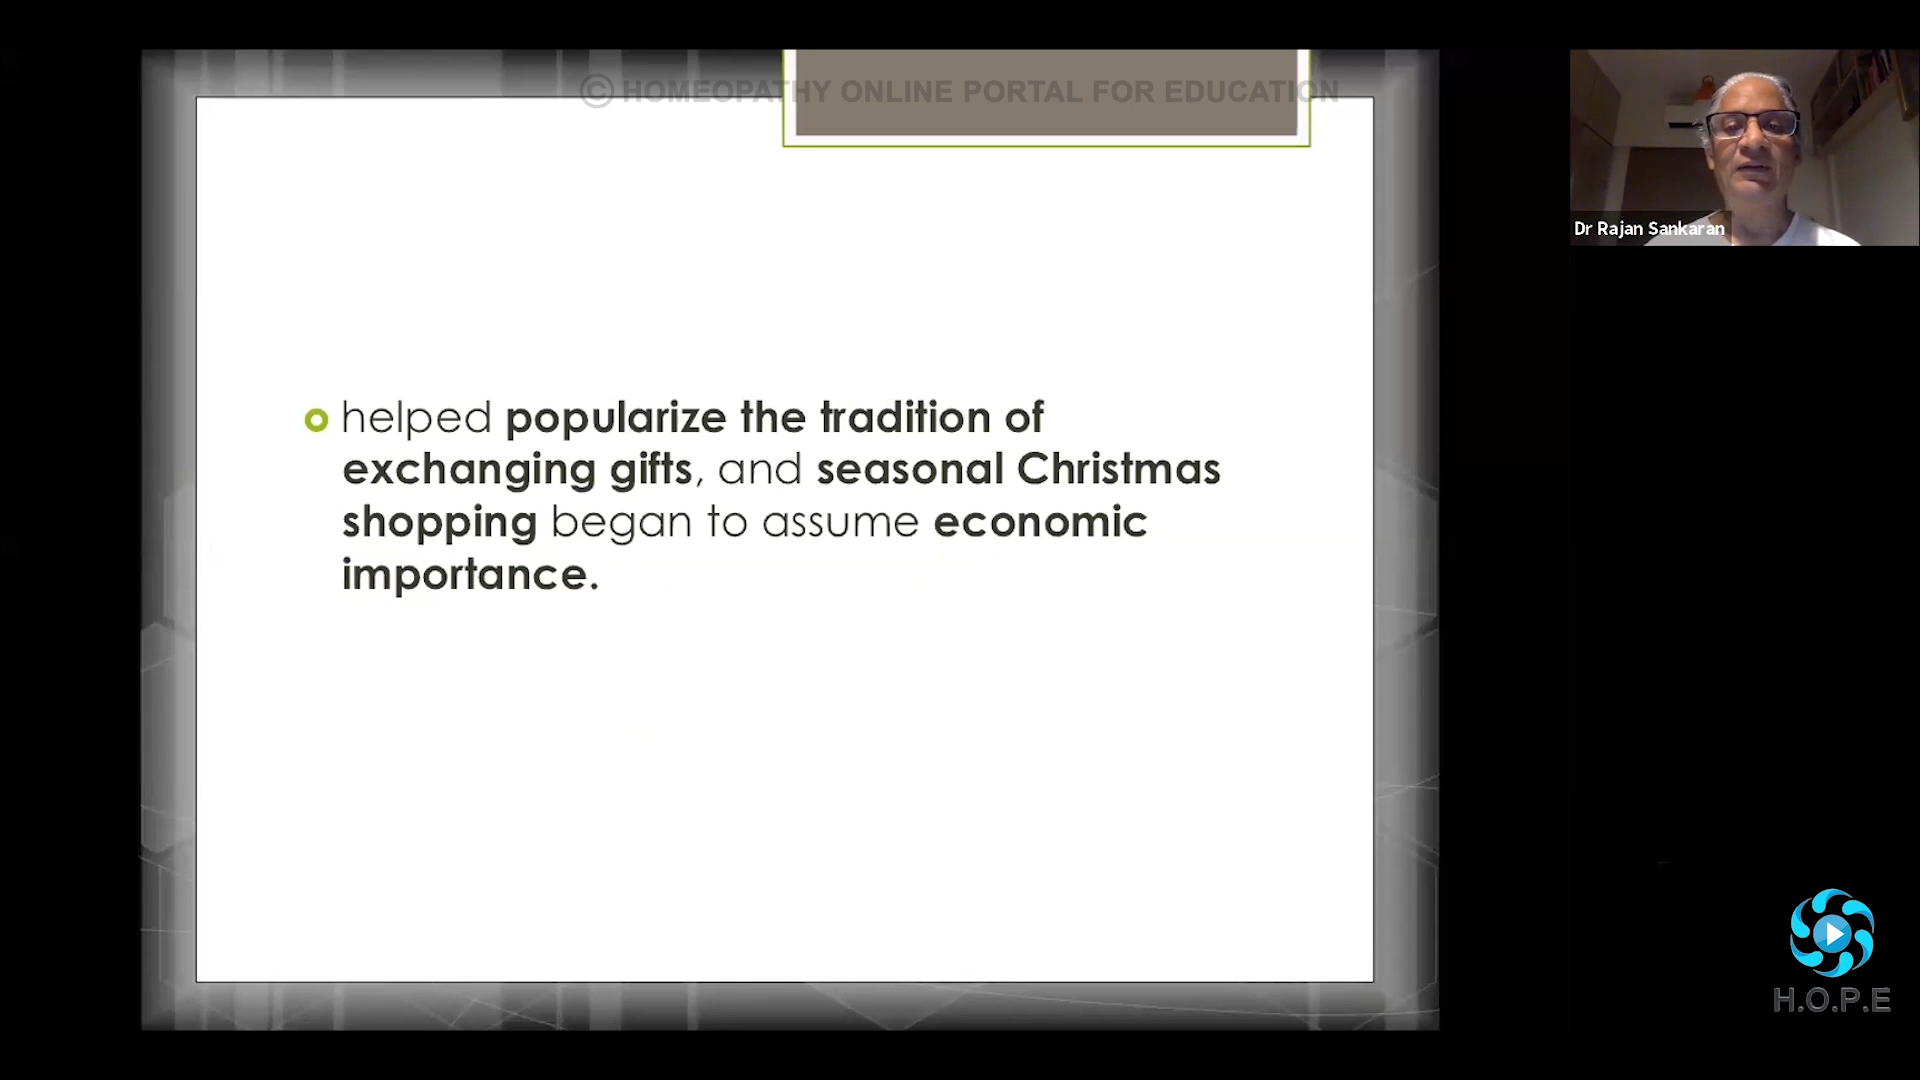 © HOMEOPATHY ONLINE PORTAL FOR EDUCATION
helped popularize the tradition of
exchanging gifts, and seasonal Christmas
shopping began to assume economic
importance.
Dr Rajan Sankaran
H.O.P.E